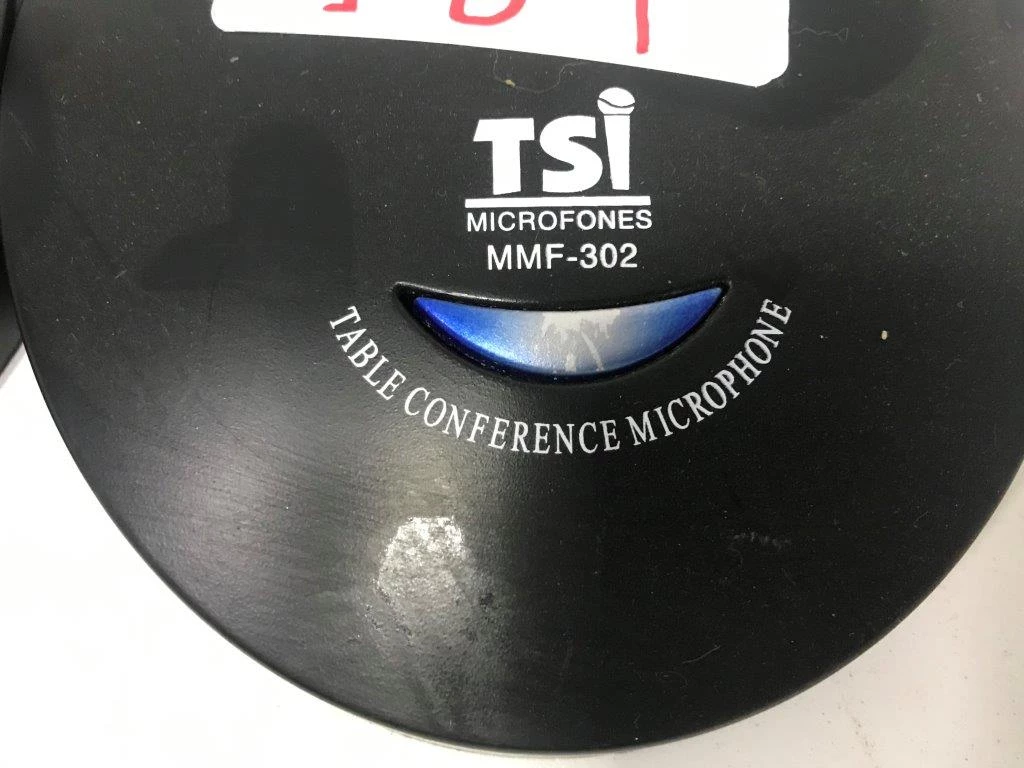 TSi
MICROFONES
MMF-302
TABLE CONFERENCE MICROPHONE